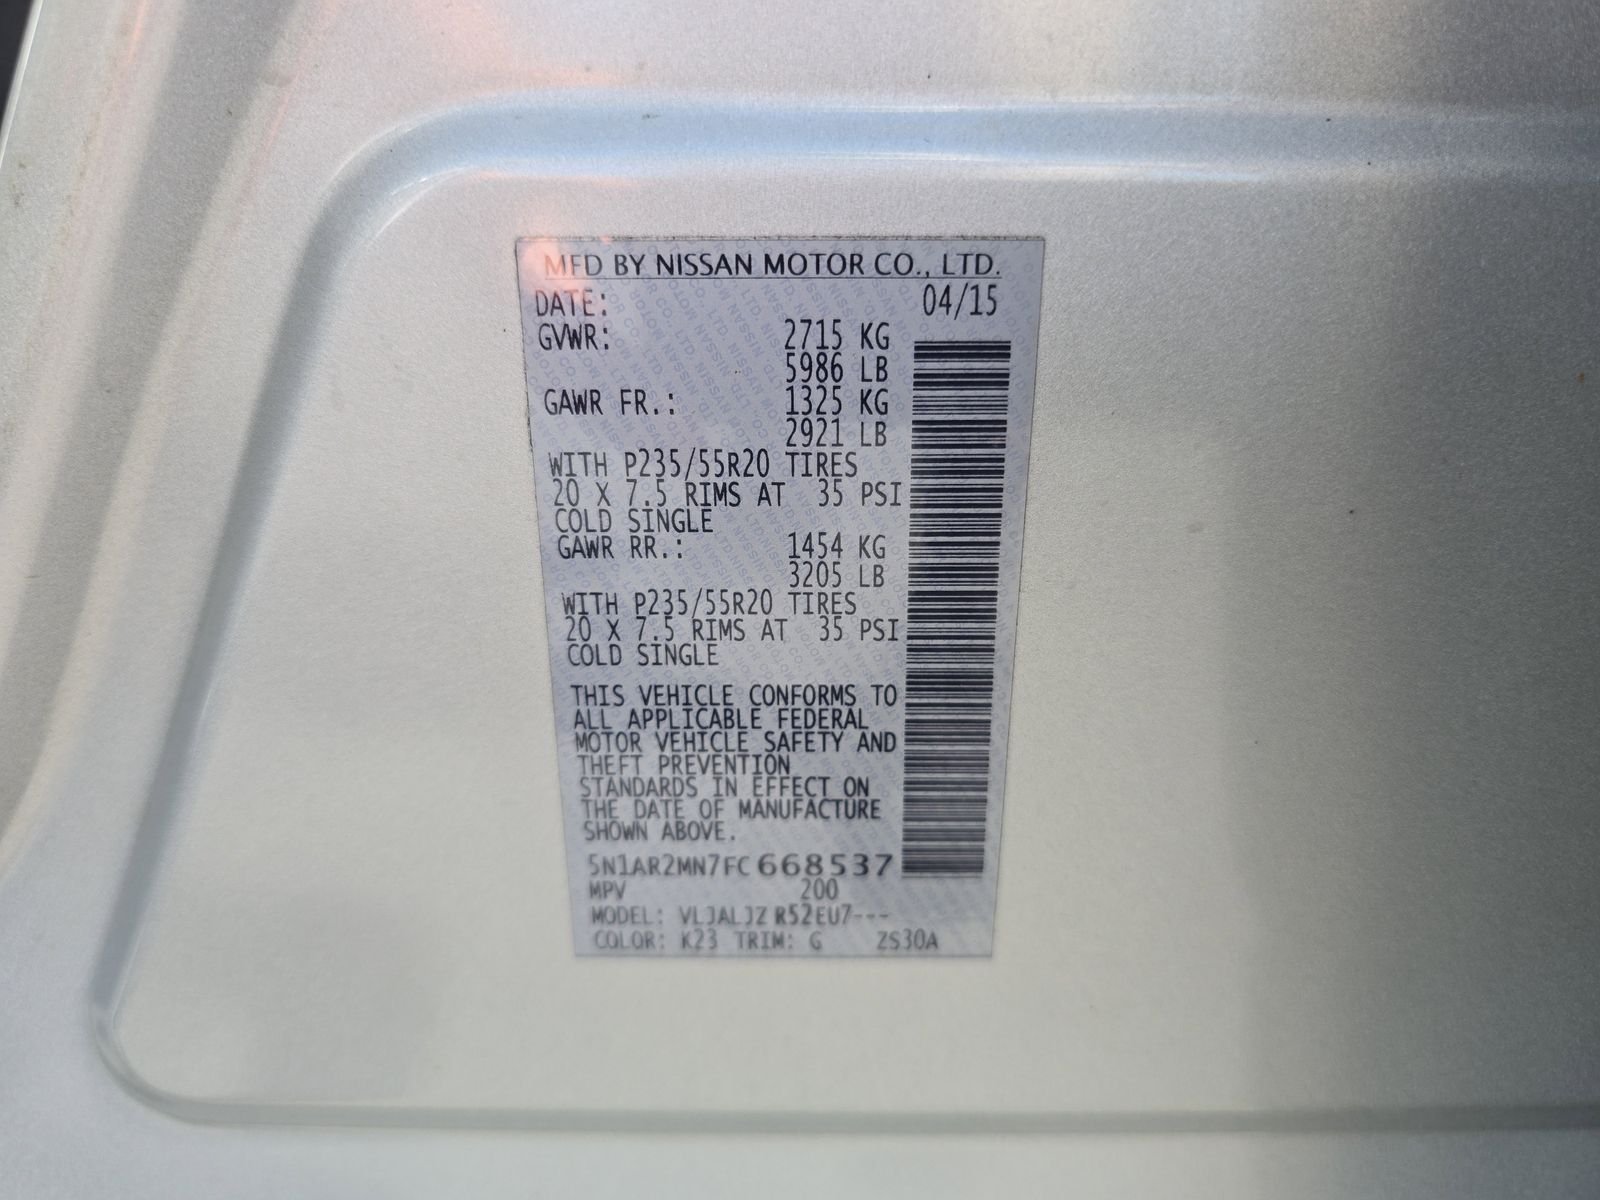 MFD BY NISSAN MOTOR CO., LTD.
DATE: 04/15
GVWR: 2715 KG
5986 LB
GAWR FR.: 1325 KG
2921 LB
WITH P235/55R20 TIRES
20 X 7.5 RIMS AT 35 PSI
COLD SINGLE
GAWR RR.: 1454 KG
3205 LB
WITH P235/55R20 TIRES
20 X 7.5 RIMS AT 35 PSI
COLD SINGLE
THIS VEHICLE CONFORMS TO
ALL APPLICABLE FEDERAL
MOTOR VEHICLE SAFETY AND
THEFT PREVENTION
STANDARDS IN EFFECT ON
THE DATE OF MANUFACTURE
SHOWN ABOVE.
5N1AR2MN7FC668537
MPV 200
MODEL: VLJALJZ R52EU7---
COLOR: K23 TRIM: G ZS30A